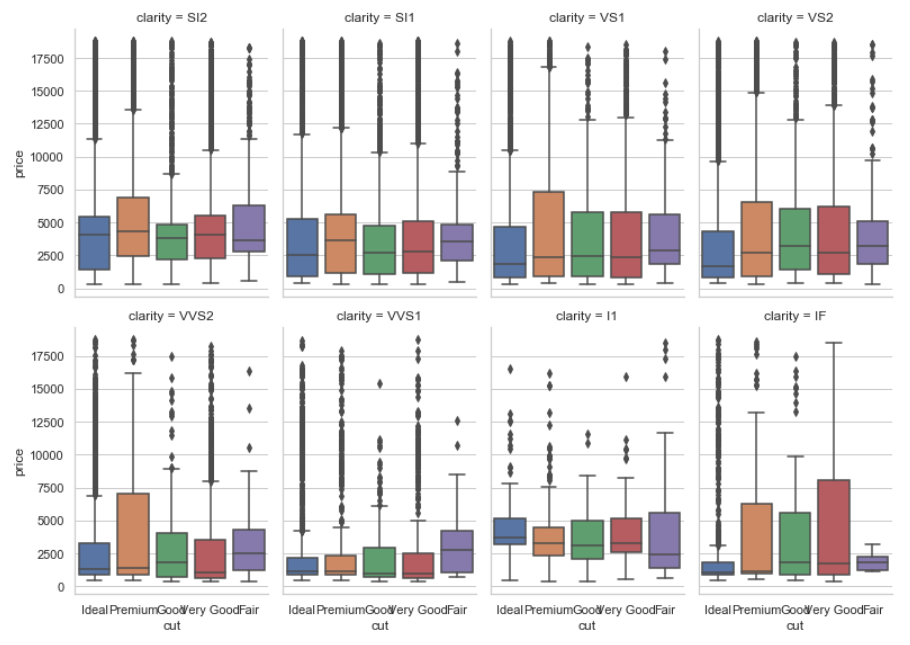 clarity = SI2
clarity = SI1
clarity = VS1
clarity = VS2
price
17500
15000
12500
10000
7500
5000
2500
0
clarity = VVS2
clarity = VVS1
clarity = I1
clarity = IF
price
17500
15000
12500
10000
7500
5000
2500
0
Ideal Premium Good Very Good Fair
Ideal Premium Good Very Good Fair
Ideal Premium Good Very Good Fair
Ideal Premium Good Very Good Fair
cut
cut
cut
cut